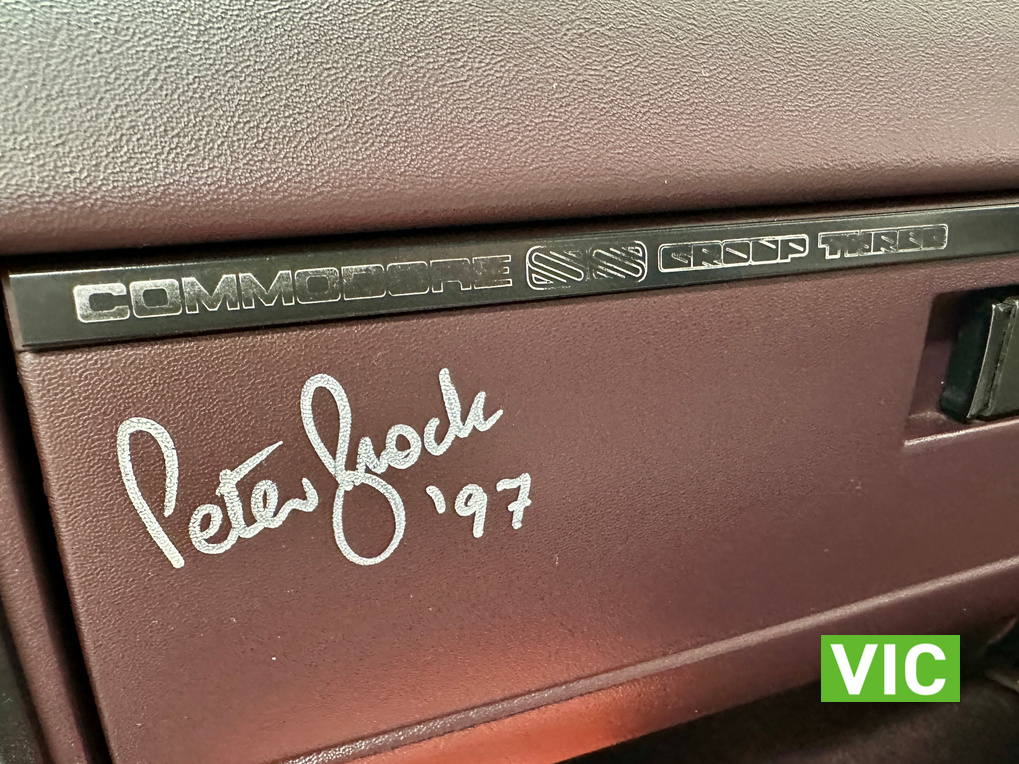 COMMODORE SS GROUP THREE
Peter Brock
'97
VIC